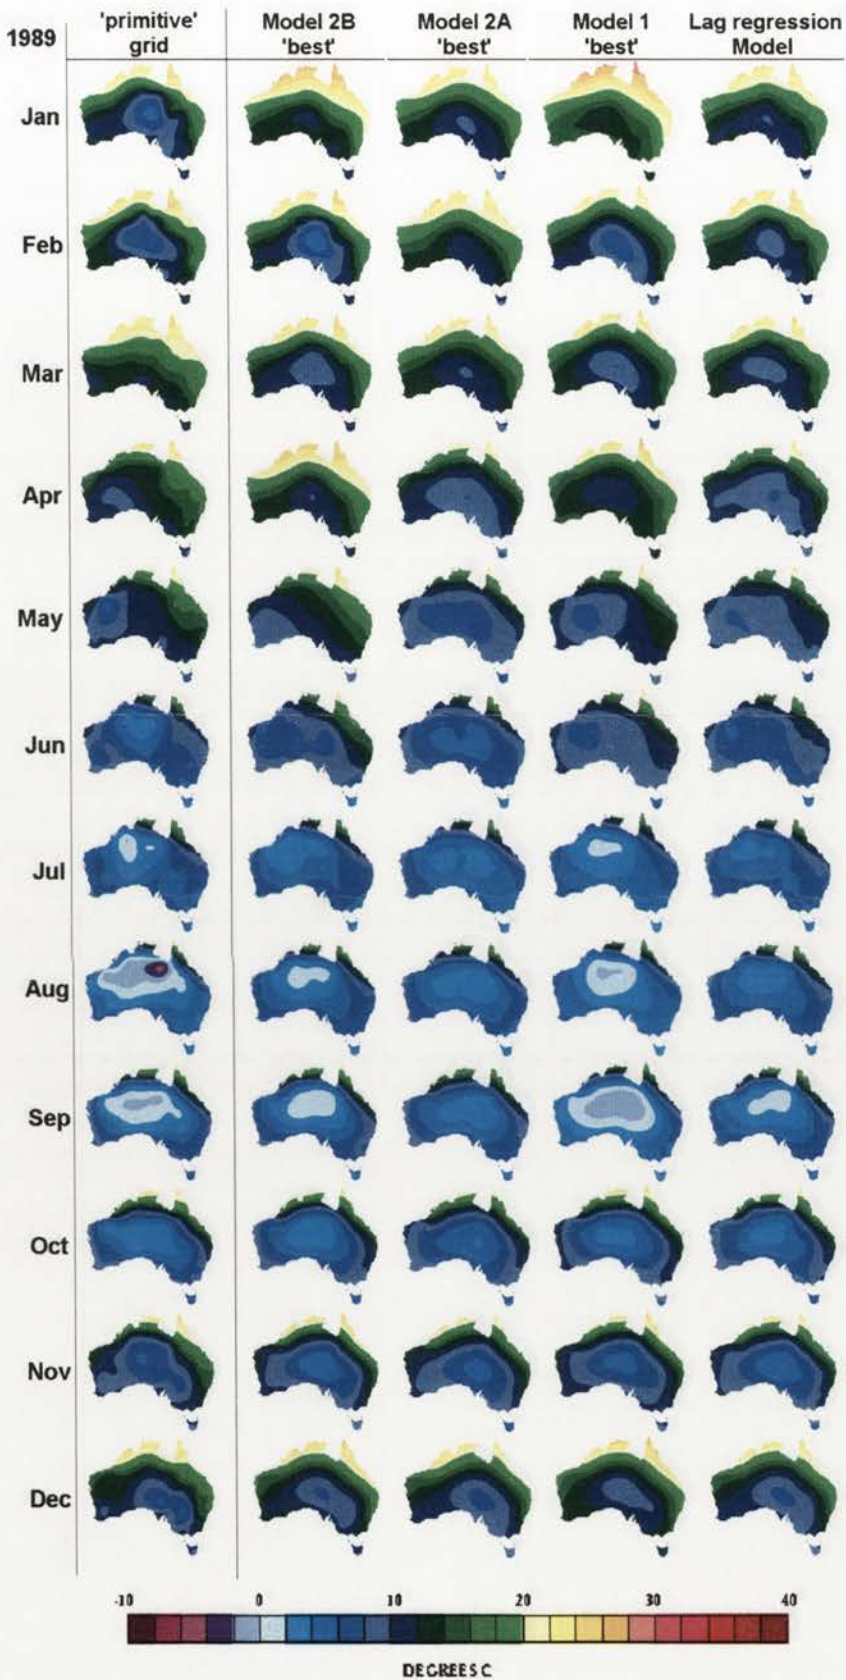 1989
'primitive' grid
Model 2B 'best'
Model 2A 'best'
Model 1 'best'
Lag regression Model
Jan
Feb
Mar
Apr
May
Jun
Jul
Aug
Sep
Oct
Nov
Dec
-10 0 10 20 30 40
DEGREES C